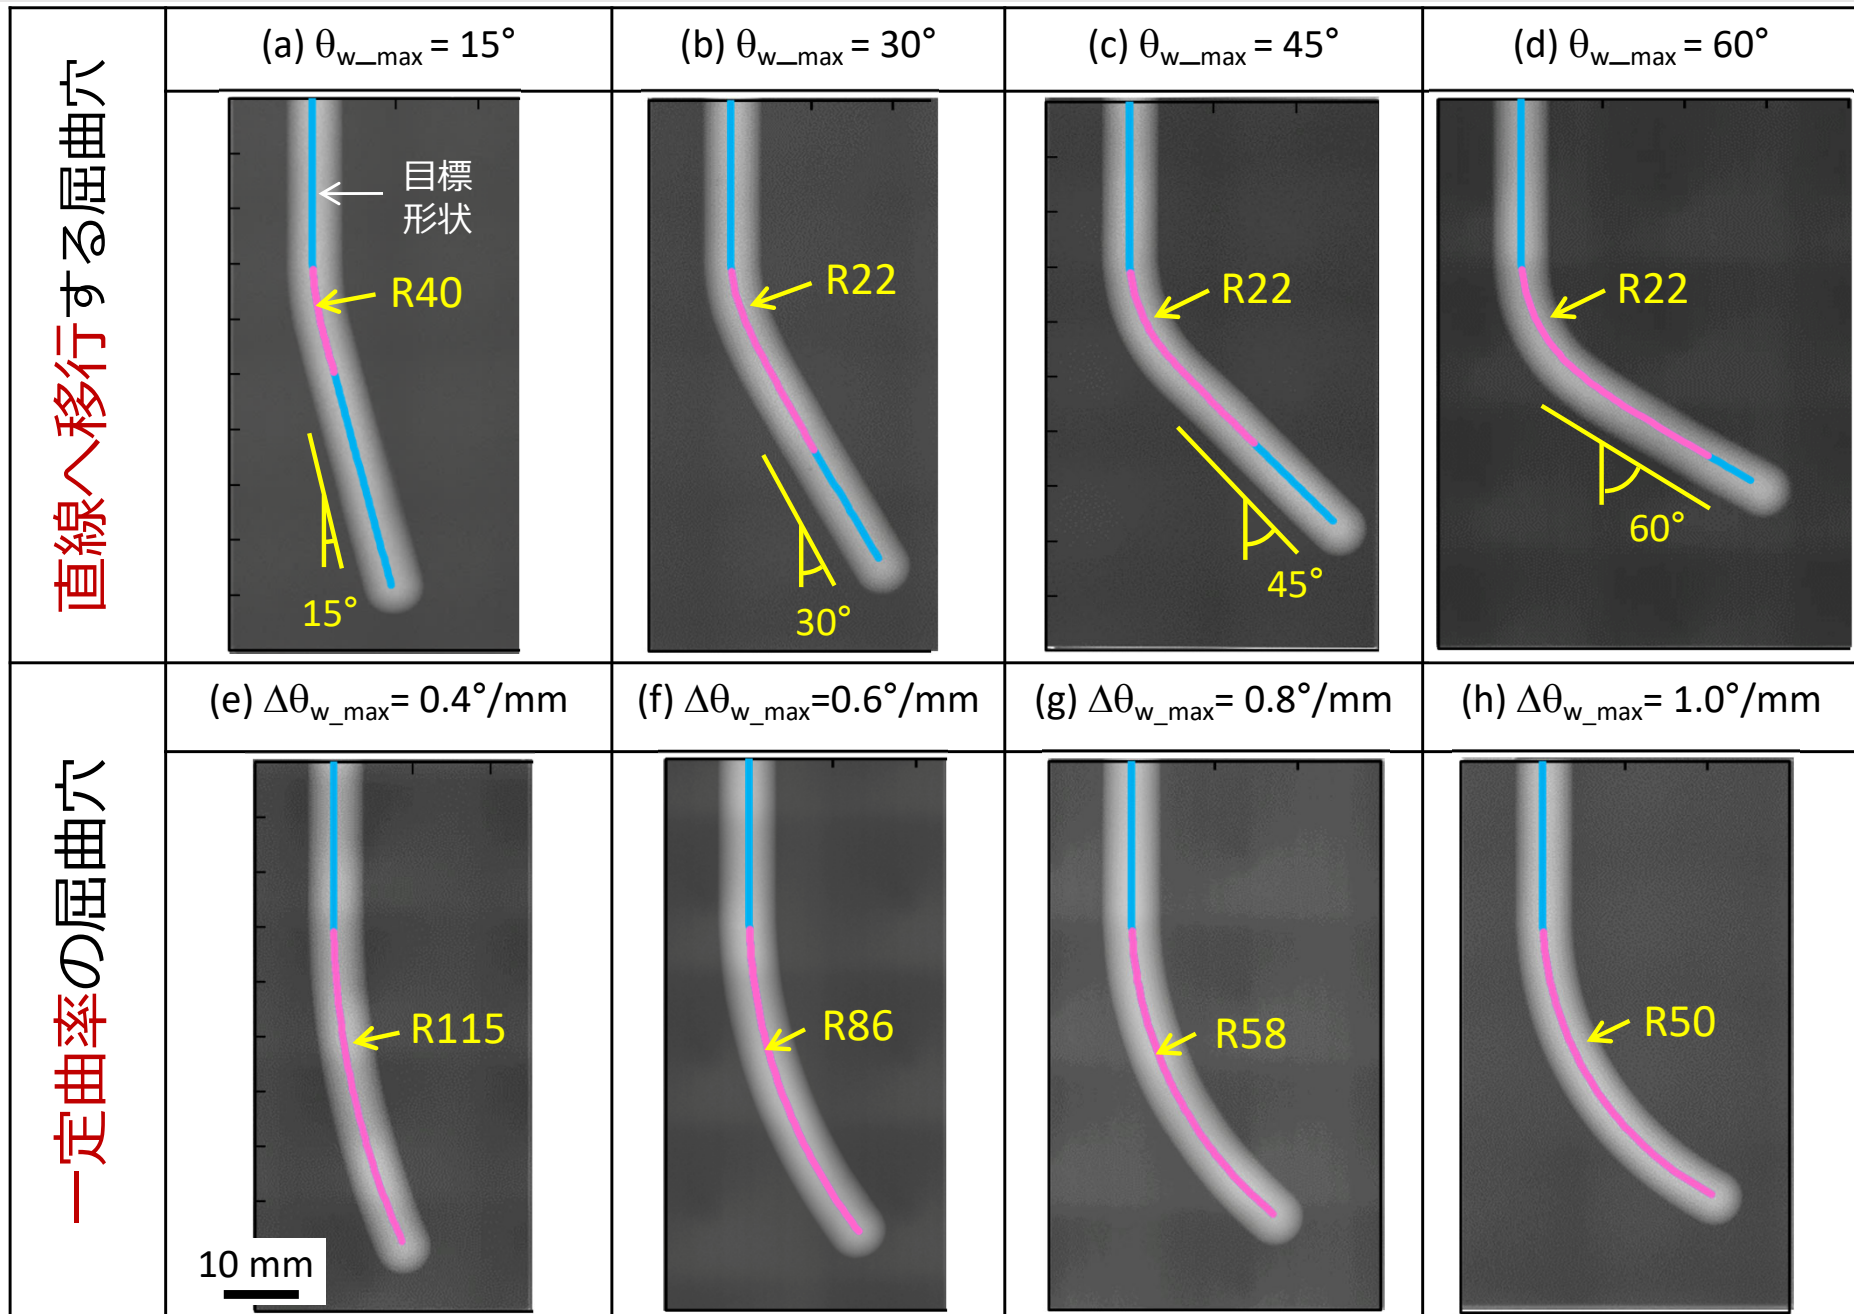 直線へ移行する屈曲穴
(a) θw_max = 15°
(b) θw_max = 30°
(c) θw_max = 45°
(d) θw_max = 60°
目標
形状
R40
15°
R22
30°
R22
45°
R22
60°
一定曲率の屈曲穴
(e) Δθw_max= 0.4°/mm
(f) Δθw_max=0.6°/mm
(g) Δθw_max= 0.8°/mm
(h) Δθw_max= 1.0°/mm
R115
10 mm
R86
R58
R50